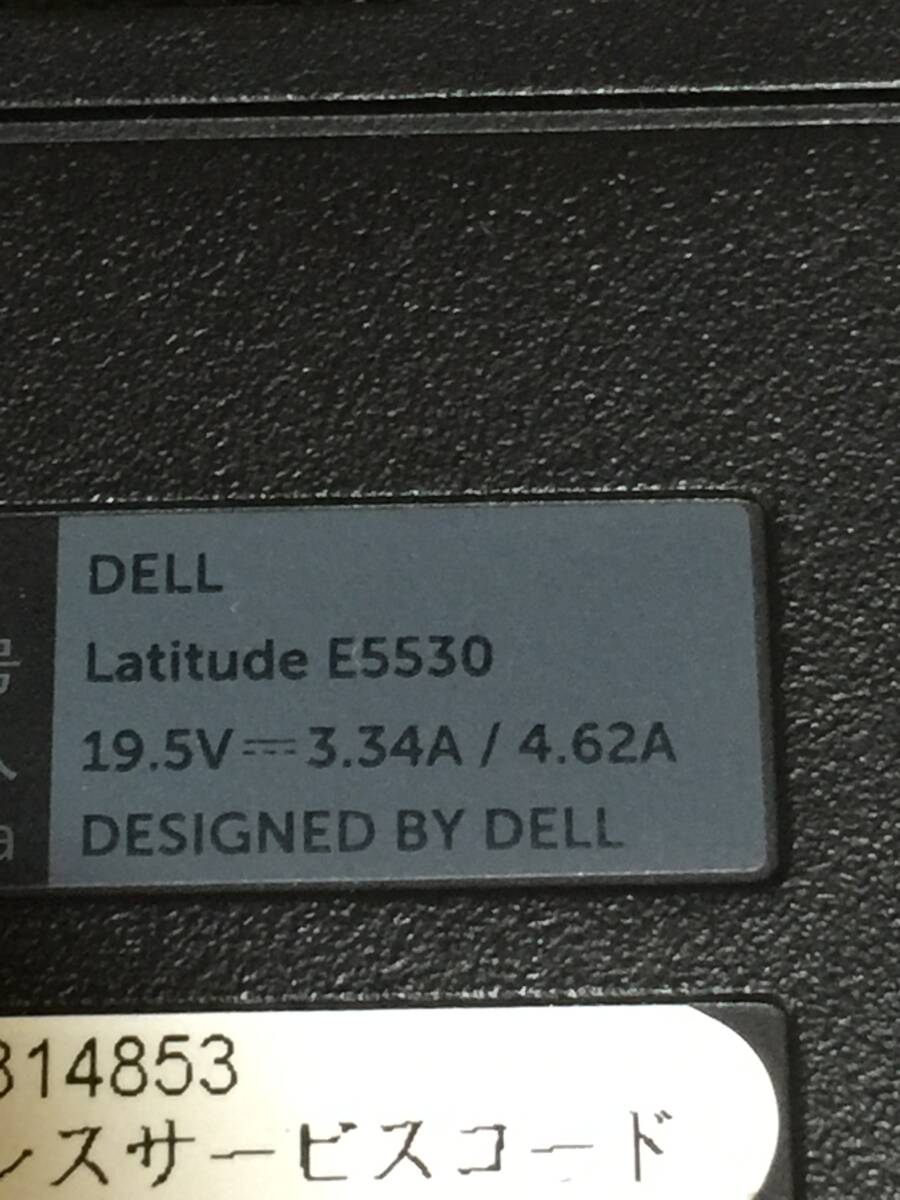 DELL
Latitude E5530
19.5V⎓3.34A / 4.62A
DESIGNED BY DELL
314853
スサービスコード